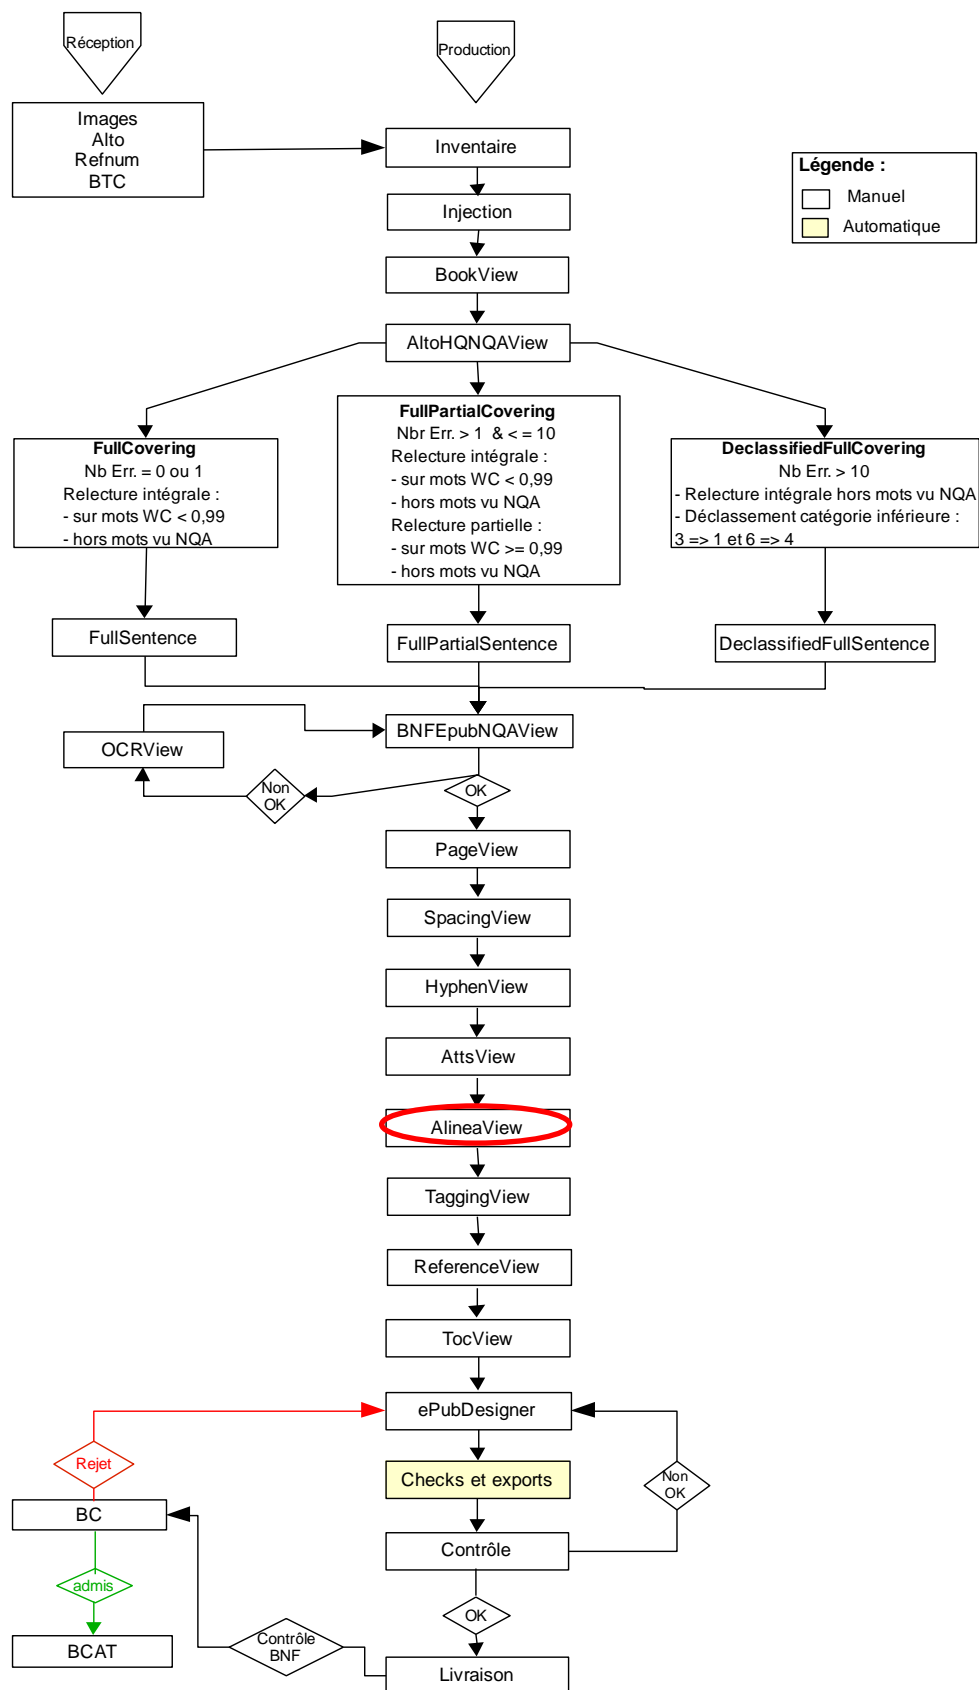 Réception
Production
Images
Alto
Refnum
BTC
Inventaire
Légende :
Manuel
Automatique
Injection
BookView
AltoHQNQAView
FullCovering
Nb Err. = 0 ou 1
Relecture intégrale :
- sur mots WC < 0,99
- hors mots vu NQA
FullPartialCovering
Nbr Err. > 1 & < = 10
Relecture intégrale :
- sur mots WC < 0,99
- hors mots vu NQA
Relecture partielle :
- sur mots WC >= 0,99
- hors mots vu NQA
DeclassifiedFullCovering
Nb Err. > 10
- Relecture intégrale hors mots vu NQA
- Déclassement catégorie inférieure :
3 => 1 et 6 => 4
FullSentence
FullPartialSentence
DeclassifiedFullSentence
BNFEpubNQAView
OCRView
Non
OK
OK
PageView
SpacingView
HyphenView
AttsView
AlineaView
TaggingView
ReferenceView
TocView
ePubDesigner
Rejet
Checks et exports
Non
OK
BC
Contrôle
admis
OK
Contrôle
BNF
BCAT
Livraison